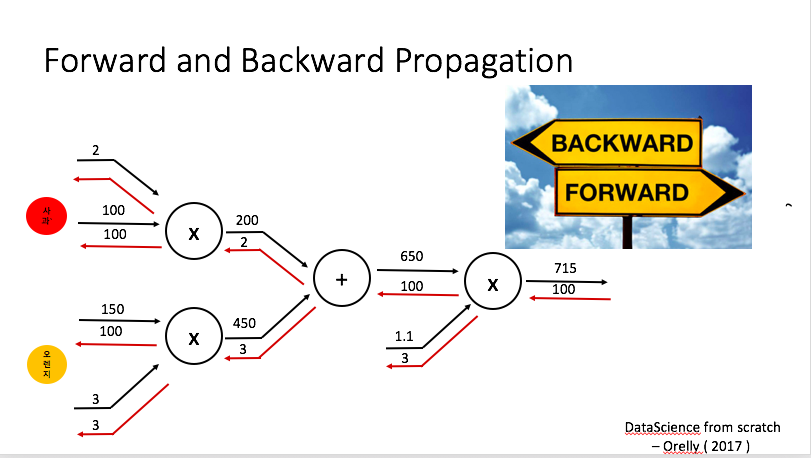 Forward and Backward Propagation
BACKWARD
FORWARD
2
사
과
100
100
X
200
2
+
650
100
X
715
100
150
100
오
렌
지
X
450
3
1.1
3
3
3
DataScience from scratch
– Orelly ( 2017 )